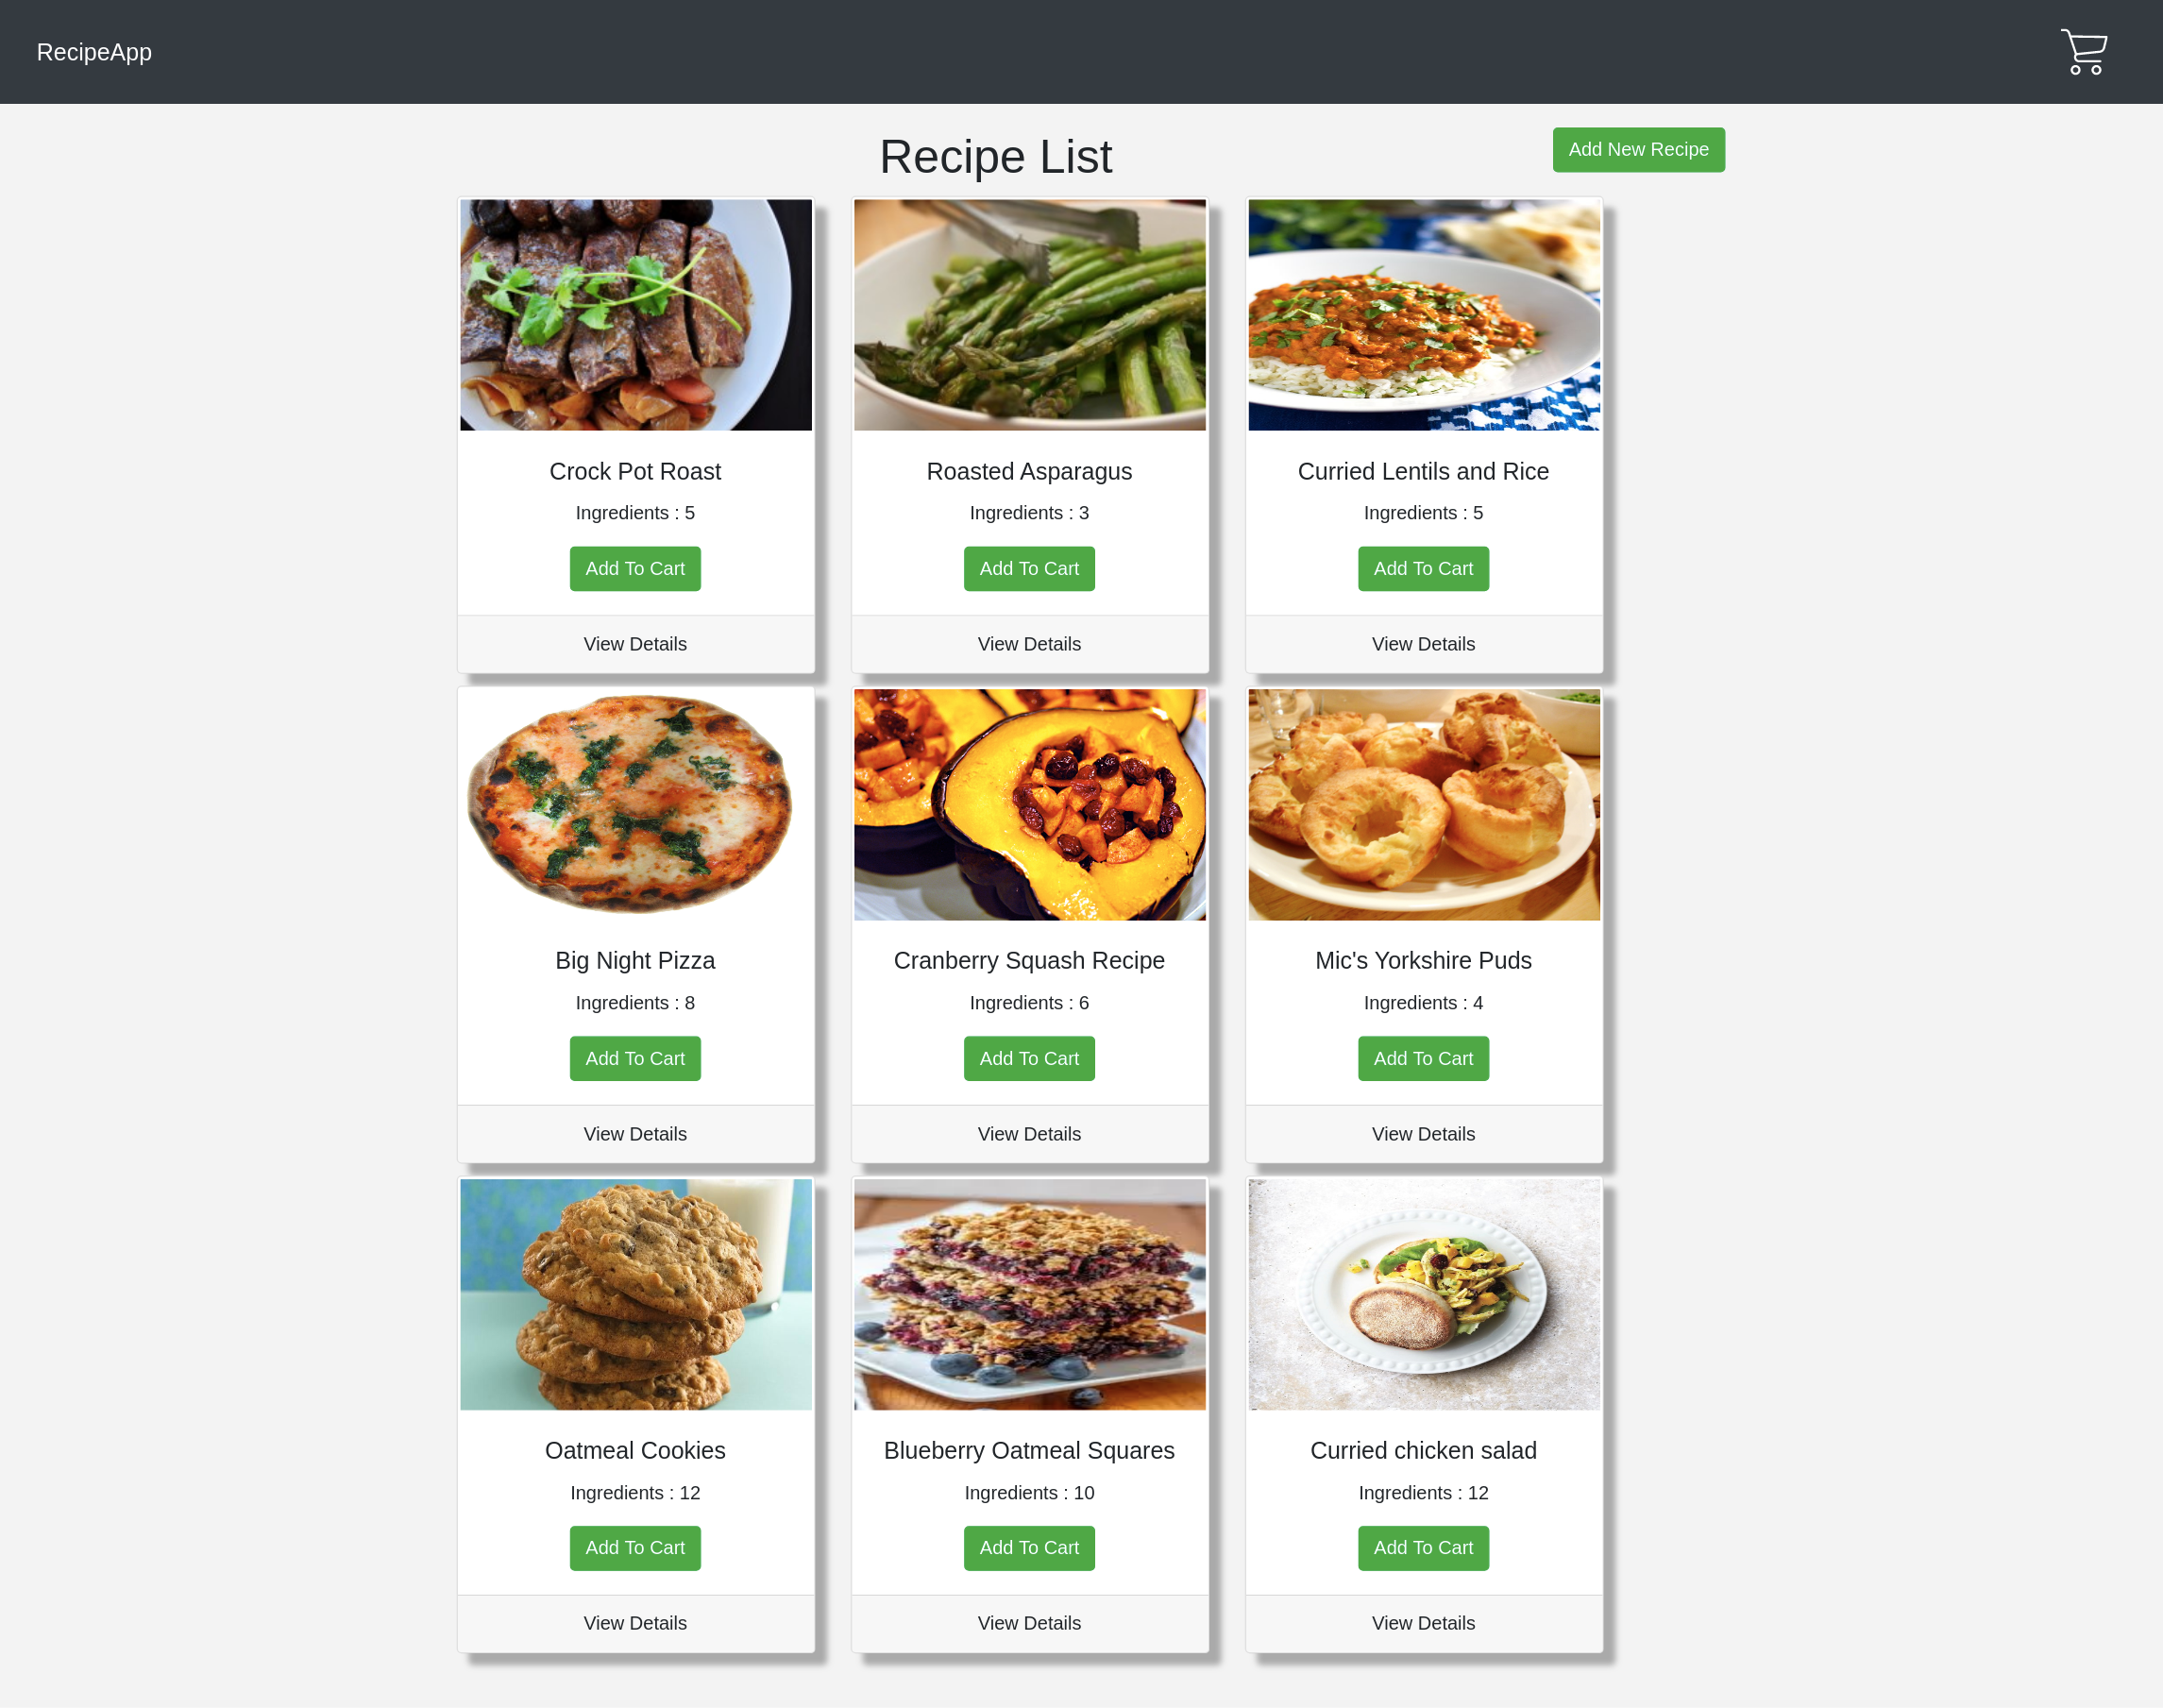 RecipeApp
Recipe List
Add New Recipe
Crock Pot Roast
Ingredients : 5
Add To Cart
View Details
Roasted Asparagus
Ingredients : 3
Add To Cart
View Details
Curried Lentils and Rice
Ingredients : 5
Add To Cart
View Details
Big Night Pizza
Ingredients : 8
Add To Cart
View Details
Cranberry Squash Recipe
Ingredients : 6
Add To Cart
View Details
Mic's Yorkshire Puds
Ingredients : 4
Add To Cart
View Details
Oatmeal Cookies
Ingredients : 12
Add To Cart
View Details
Blueberry Oatmeal Squares
Ingredients : 10
Add To Cart
View Details
Curried chicken salad
Ingredients : 12
Add To Cart
View Details